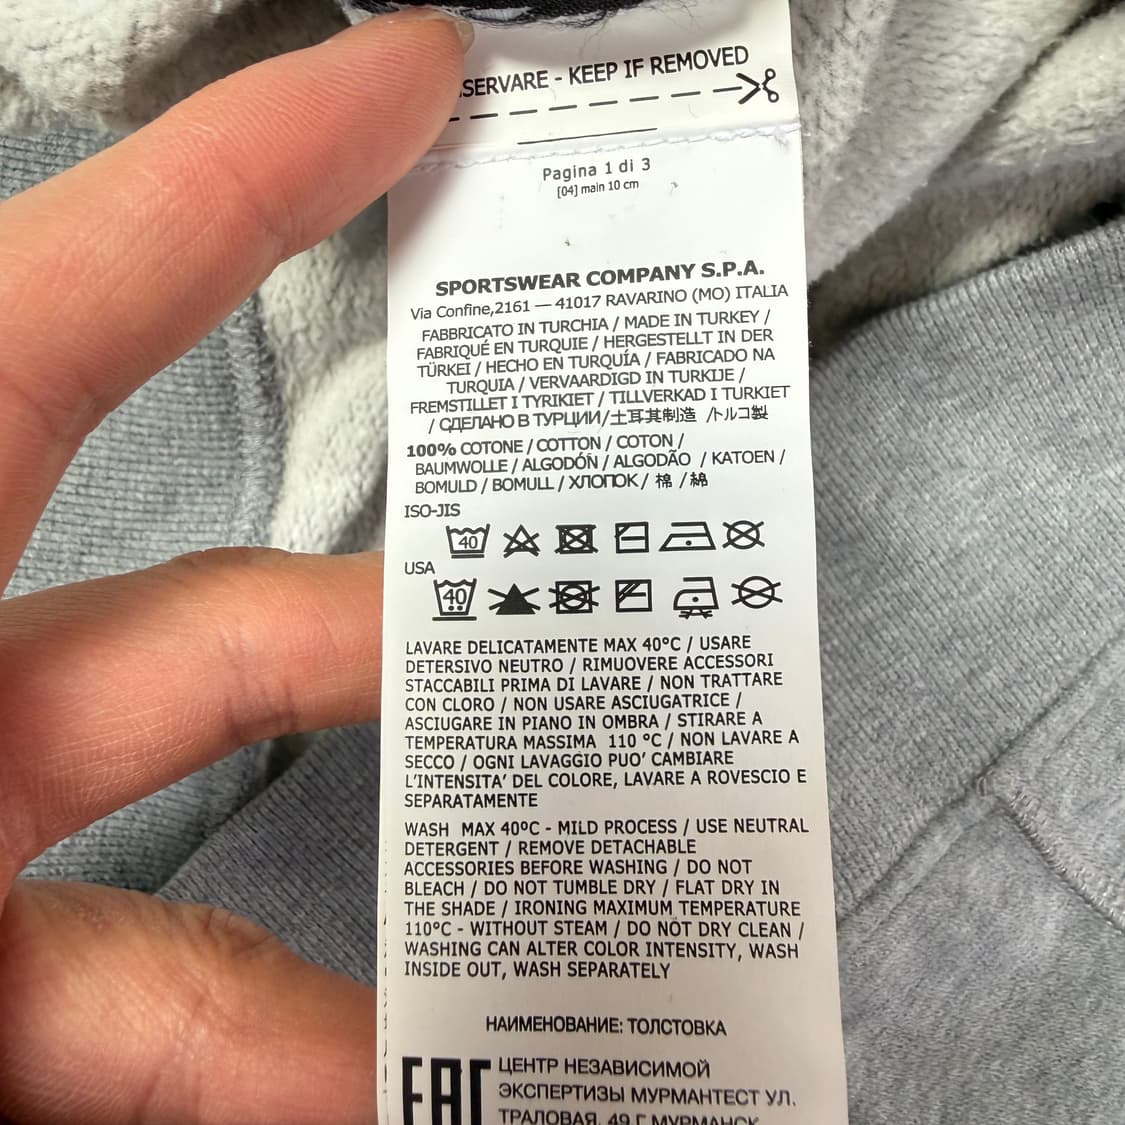 SERVARE - KEEP IF REMOVED
Pagina 1 di 3
[04] main 10 cm
SPORTSWEAR COMPANY S.P.A.
Via Confine,2161 — 41017 RAVARINO (MO) ITALIA
FABBRICATO IN TURCHIA / MADE IN TURKEY /
FABRIQUÉ EN TURQUIE / HERGESTELLT IN DER
TÜRKEI / HECHO EN TURQUÍA / FABRICADO NA
TURQUIA / VERVAARDIGD IN TURKIJE /
FREMSTILLET I TYRIKIET / TILLVERKAD I TURKIET
/ СДЕЛАНО В ТУРЦИИ/土耳其制造 /トルコ製
100% COTONE / COTTON / COTON /
BAUMWOLLE / ALGODÓN / ALGODÃO / KATOEN /
BOMULD / BOMULL / ХЛОПОК / 棉 / 綿
ISO-JIS
40
USA
40
LAVARE DELICATAMENTE MAX 40°C / USARE
DETERSIVO NEUTRO / RIMUOVERE ACCESSORI
STACCABILI PRIMA DI LAVARE / NON TRATTARE
CON CLORO / NON USARE ASCIUGATRICE /
ASCIUGARE IN PIANO IN OMBRA / STIRARE A
TEMPERATURA MASSIMA 110 °C / NON LAVARE A
SECCO / OGNI LAVAGGIO PUO' CAMBIARE
L'INTENSITA' DEL COLORE, LAVARE A ROVESCIO E
SEPARATAMENTE
WASH MAX 40ºC - MILD PROCESS / USE NEUTRAL
DETERGENT / REMOVE DETACHABLE
ACCESSORIES BEFORE WASHING / DO NOT
BLEACH / DO NOT TUMBLE DRY / FLAT DRY IN
THE SHADE / IRONING MAXIMUM TEMPERATURE
110°C - WITHOUT STEAM / DO NOT DRY CLEAN /
WASHING CAN ALTER COLOR INTENSITY, WASH
INSIDE OUT, WASH SEPARATELY
НАИМЕНОВАНИЕ: ТОЛСТОВКА
EAC
ЦЕНТР НЕЗАВИСИМОЙ
ЭКСПЕРТИЗЫ МУРМАНТЕСТ УЛ.
ТРАЛОВАЯ, 49 Г МУРМАНСК